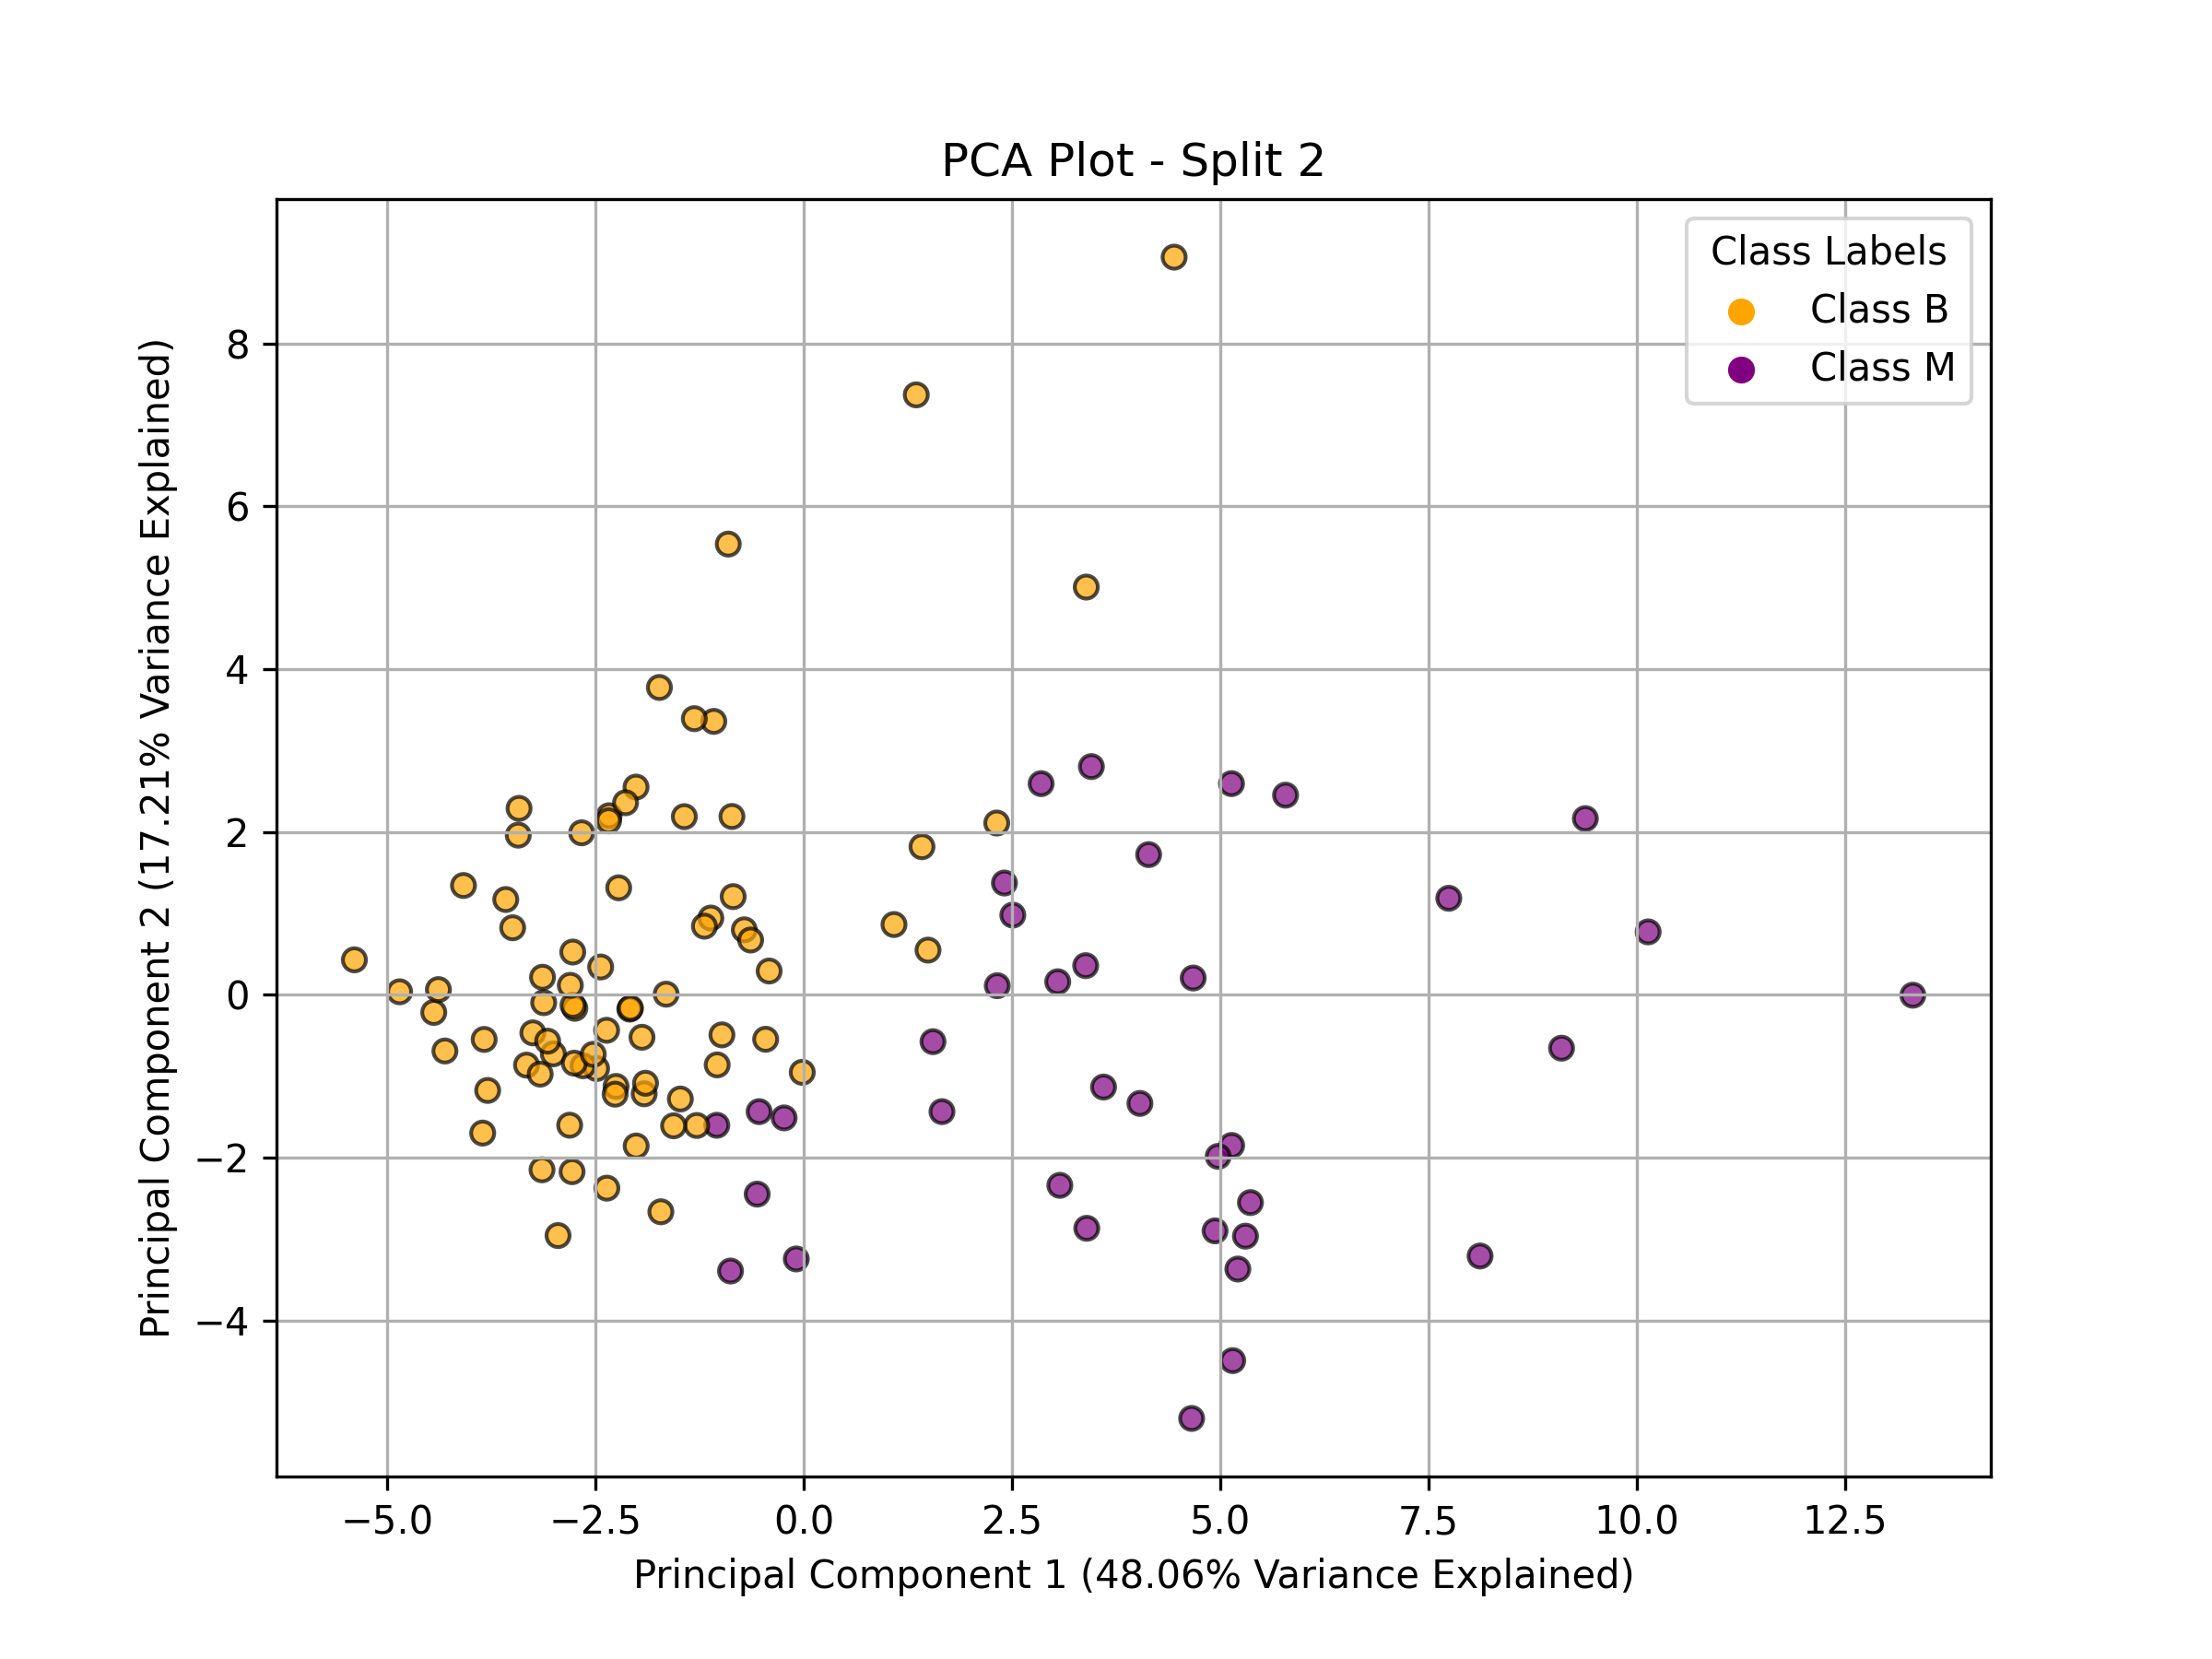 PCA Plot - Split 2
Class Labels
Class B
Class M
8
6
4
2
0
−2
−4
Principal Component 2 (17.21% Variance Explained)
−5.0 −2.5 0.0 2.5 5.0 7.5 10.0 12.5
Principal Component 1 (48.06% Variance Explained)